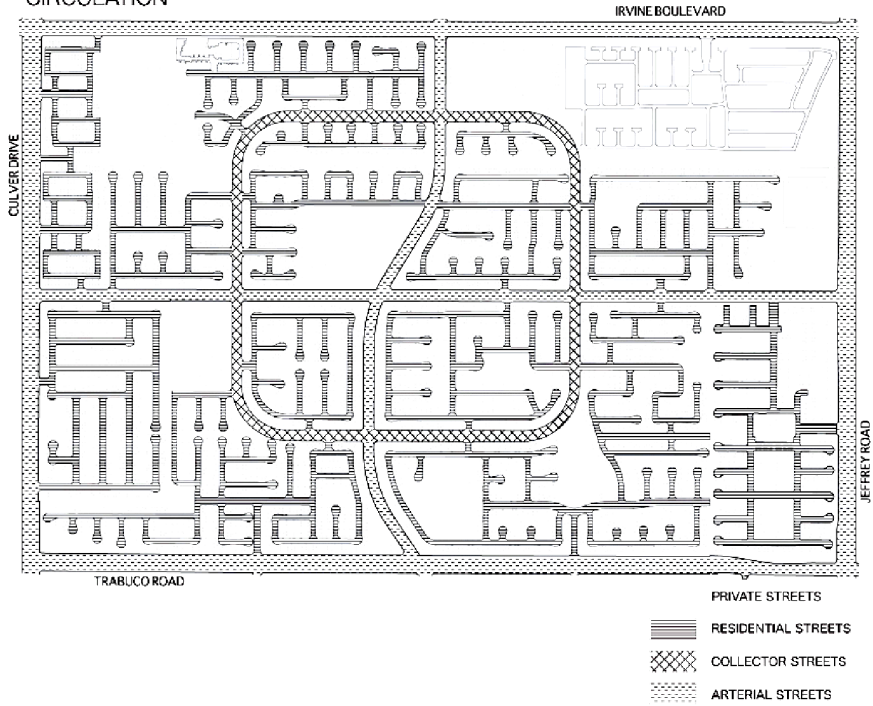 CIRCULATION
IRVINE BOULEVARD
CULVER DRIVE
JEFFREY ROAD
TRABUCO ROAD
PRIVATE STREETS
RESIDENTIAL STREETS
COLLECTOR STREETS
ARTERIAL STREETS